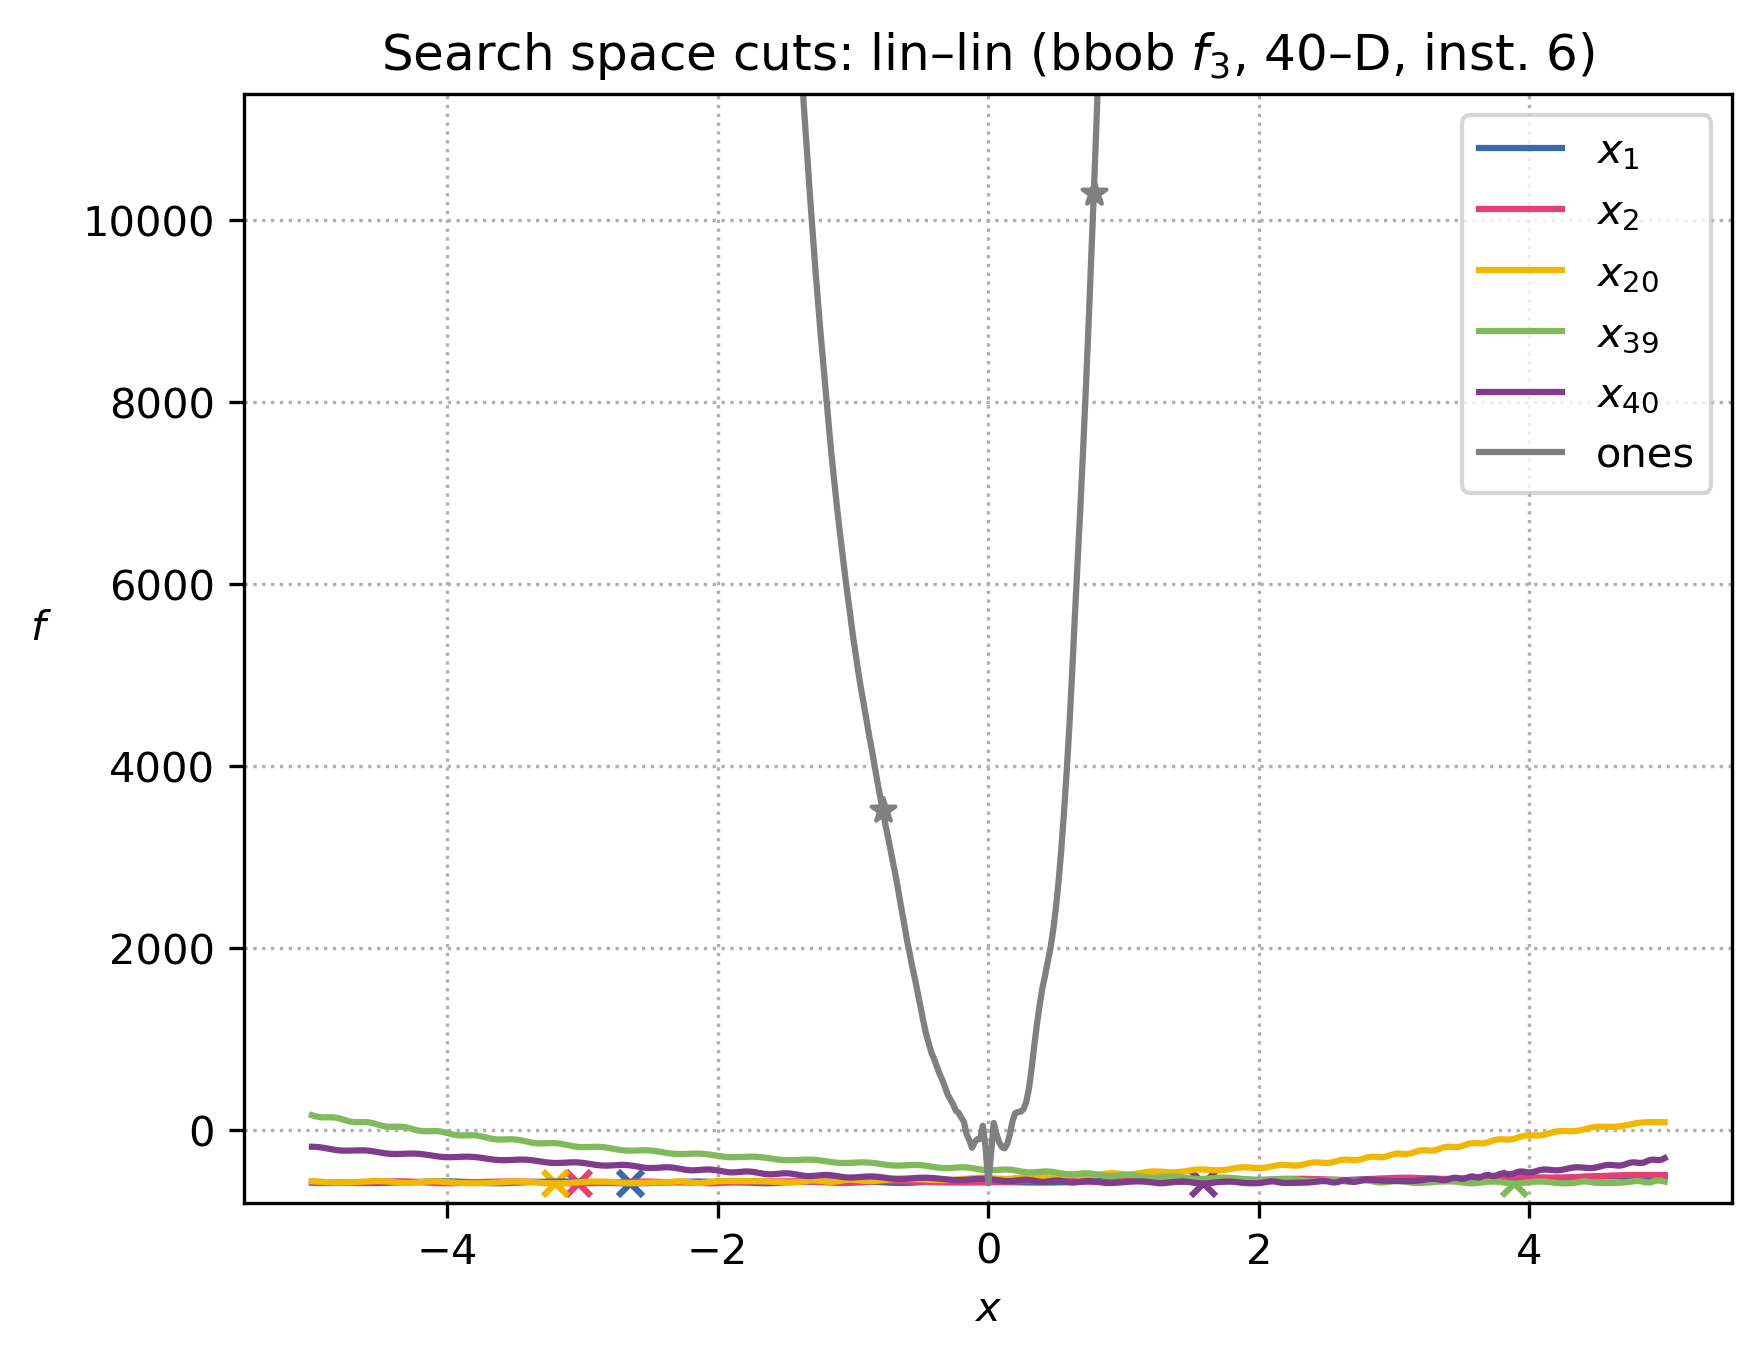 Search space cuts: lin–lin (bbob f₃, 40–D, inst. 6)
x₁
x₂
x₂₀
x₃₉
x₄₀
ones
10000
8000
6000
4000
2000
0
f
−4 −2 0 2 4
x